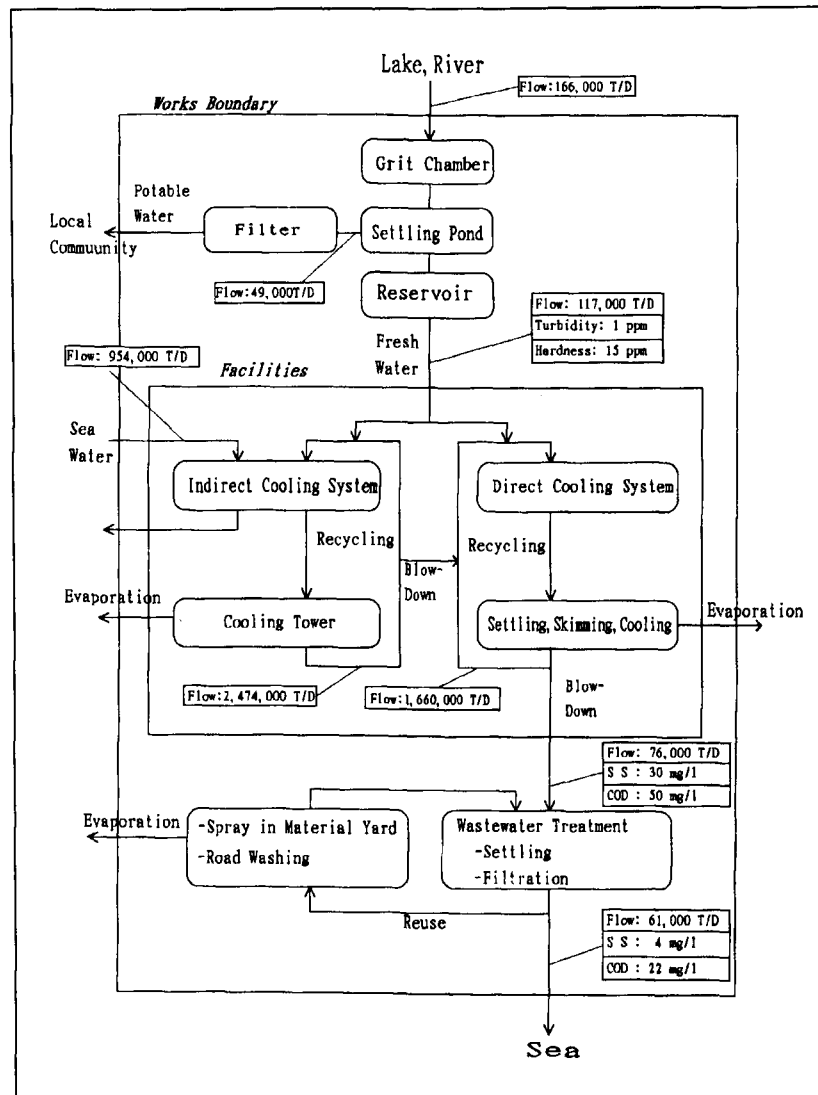 Lake, River
Flow:166,000 T/D
Works Boundary
Grit Chamber
Potable
Water
Local
Commuunity
Filter
Settling Pond
Flow:49,000T/D
Reservoir
Flow: 117,000 T/D
Turbidity: 1 ppm
Hardness: 15 ppm
Fresh
Water
Flow: 954,000 T/D
Facilities
Sea
Water
Indirect Cooling System
Direct Cooling System
Recycling
Blow-
Down
Recycling
Evaporation
Cooling Tower
Settling, Skimming, Cooling
Evaporation
Flow:2,474,000 T/D
Flow:1,660,000 T/D
Blow-
Down
Flow: 76,000 T/D
S S : 30 mg/l
COD : 50 mg/l
Evaporation
-Spray in Material Yard
-Road Washing
Wastewater Treatment
-Settling
-Filtration
Reuse
Flow: 61,000 T/D
S S : 4 mg/l
COD : 22 mg/l
Sea